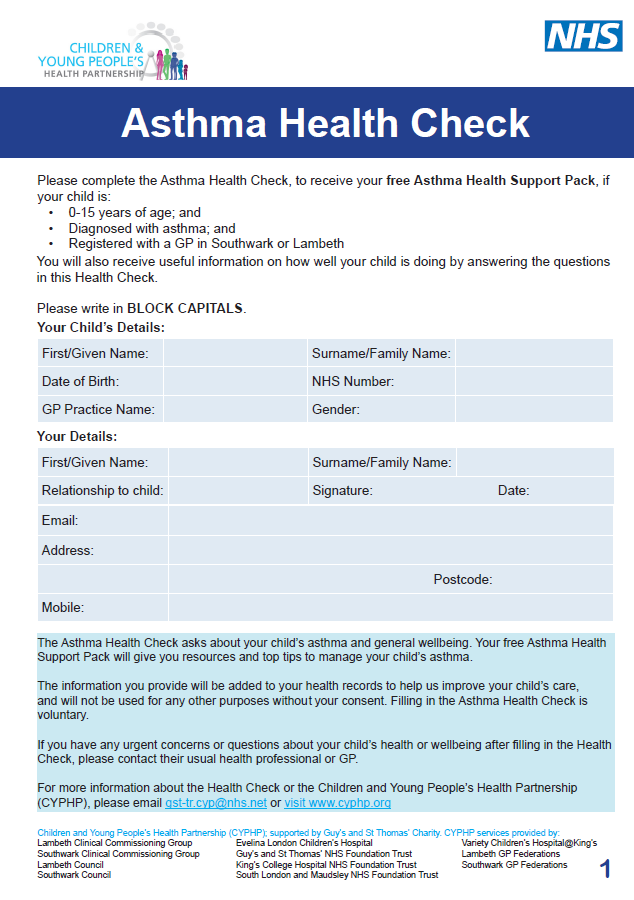 CHILDREN &
YOUNG PEOPLE'S
HEALTH PARTNERSHIP
NHS
Asthma Health Check
Please complete the Asthma Health Check, to receive your free Asthma Health Support Pack, if
your child is:
• 0-15 years of age; and
• Diagnosed with asthma; and
• Registered with a GP in Southwark or Lambeth
You will also receive useful information on how well your child is doing by answering the questions
in this Health Check.
Please write in BLOCK CAPITALS.
Your Child's Details:
First/Given Name: Surname/Family Name:
Date of Birth: NHS Number:
GP Practice Name: Gender:
Your Details:
First/Given Name: Surname/Family Name:
Relationship to child: Signature: Date:
Email:
Address:
Postcode:
Mobile:
The Asthma Health Check asks about your child's asthma and general wellbeing. Your free Asthma Health
Support Pack will give you resources and top tips to manage your child's asthma.
The information you provide will be added to your health records to help us improve your child's care,
and will not be used for any other purposes without your consent. Filling in the Asthma Health Check is
voluntary.
If you have any urgent concerns or questions about your child's health or wellbeing after filling in the Health
Check, please contact their usual health professional or GP.
For more information about the Health Check or the Children and Young People's Health Partnership
(CYPHP), please email gst-tr.cyp@nhs.net or visit www.cyphp.org
Children and Young People's Health Partnership (CYPHP); supported by Guy's and St Thomas' Charity. CYPHP services provided by:
Lambeth Clinical Commissioning Group Evelina London Children's Hospital Variety Children's Hospital@King's
Southwark Clinical Commissioning Group Guy's and St Thomas' NHS Foundation Trust Lambeth GP Federations
Lambeth Council King's College Hospital NHS Foundation Trust Southwark GP Federations
Southwark Council South London and Maudsley NHS Foundation Trust
1